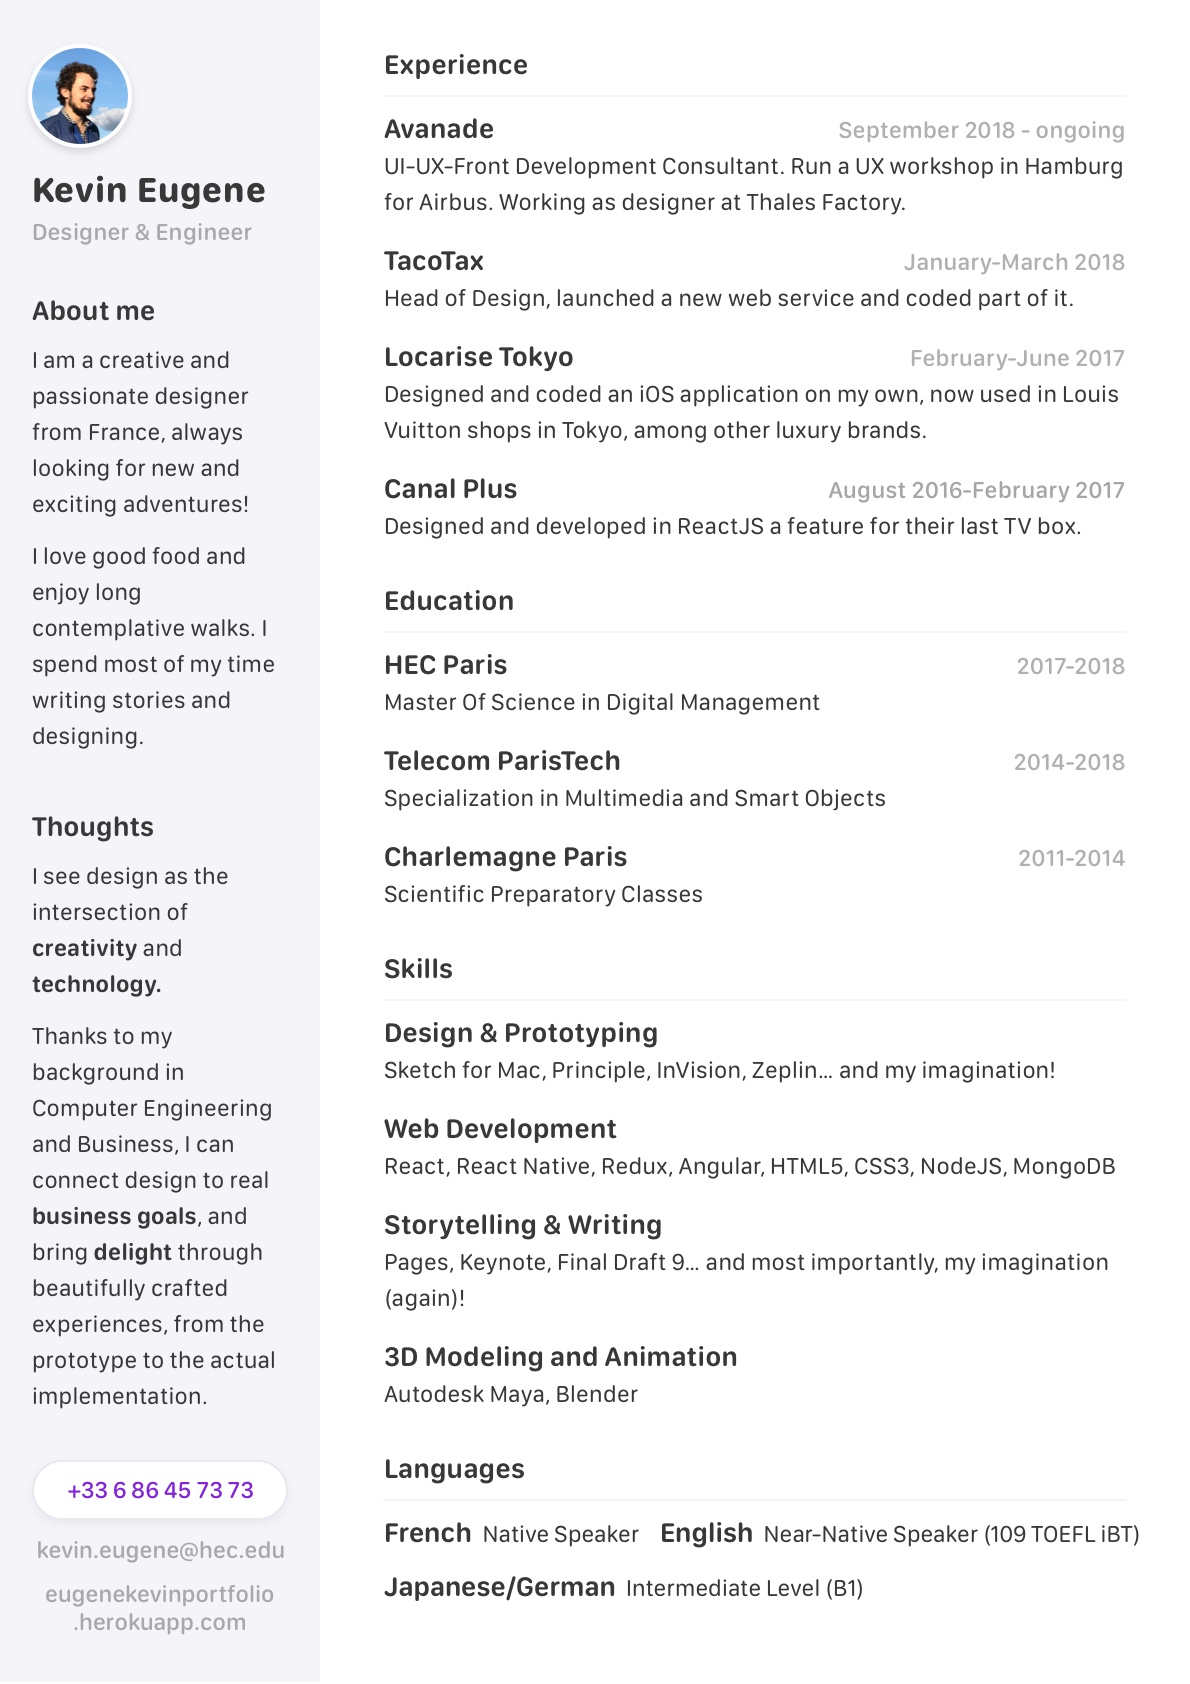 Kevin Eugene
Designer & Engineer
About me
I am a creative and
passionate designer
from France, always
looking for new and
exciting adventures!
I love good food and
enjoy long
contemplative walks. I
spend most of my time
writing stories and
designing.
Thoughts
I see design as the
intersection of
creativity and
technology.
Thanks to my
background in
Computer Engineering
and Business, I can
connect design to real
business goals, and
bring delight through
beautifully crafted
experiences, from the
prototype to the actual
implementation.
+33 6 86 45 73 73
kevin.eugene@hec.edu
eugenekevinportfolio
.herokuapp.com
Experience
Avanade September 2018 - ongoing
UI-UX-Front Development Consultant. Run a UX workshop in Hamburg
for Airbus. Working as designer at Thales Factory.
TacoTax January-March 2018
Head of Design, launched a new web service and coded part of it.
Locarise Tokyo February-June 2017
Designed and coded an iOS application on my own, now used in Louis
Vuitton shops in Tokyo, among other luxury brands.
Canal Plus August 2016-February 2017
Designed and developed in ReactJS a feature for their last TV box.
Education
HEC Paris 2017-2018
Master Of Science in Digital Management
Telecom ParisTech 2014-2018
Specialization in Multimedia and Smart Objects
Charlemagne Paris 2011-2014
Scientific Preparatory Classes
Skills
Design & Prototyping
Sketch for Mac, Principle, InVision, Zeplin... and my imagination!
Web Development
React, React Native, Redux, Angular, HTML5, CSS3, NodeJS, MongoDB
Storytelling & Writing
Pages, Keynote, Final Draft 9... and most importantly, my imagination
(again)!
3D Modeling and Animation
Autodesk Maya, Blender
Languages
French Native Speaker English Near-Native Speaker (109 TOEFL iBT)
Japanese/German Intermediate Level (B1)